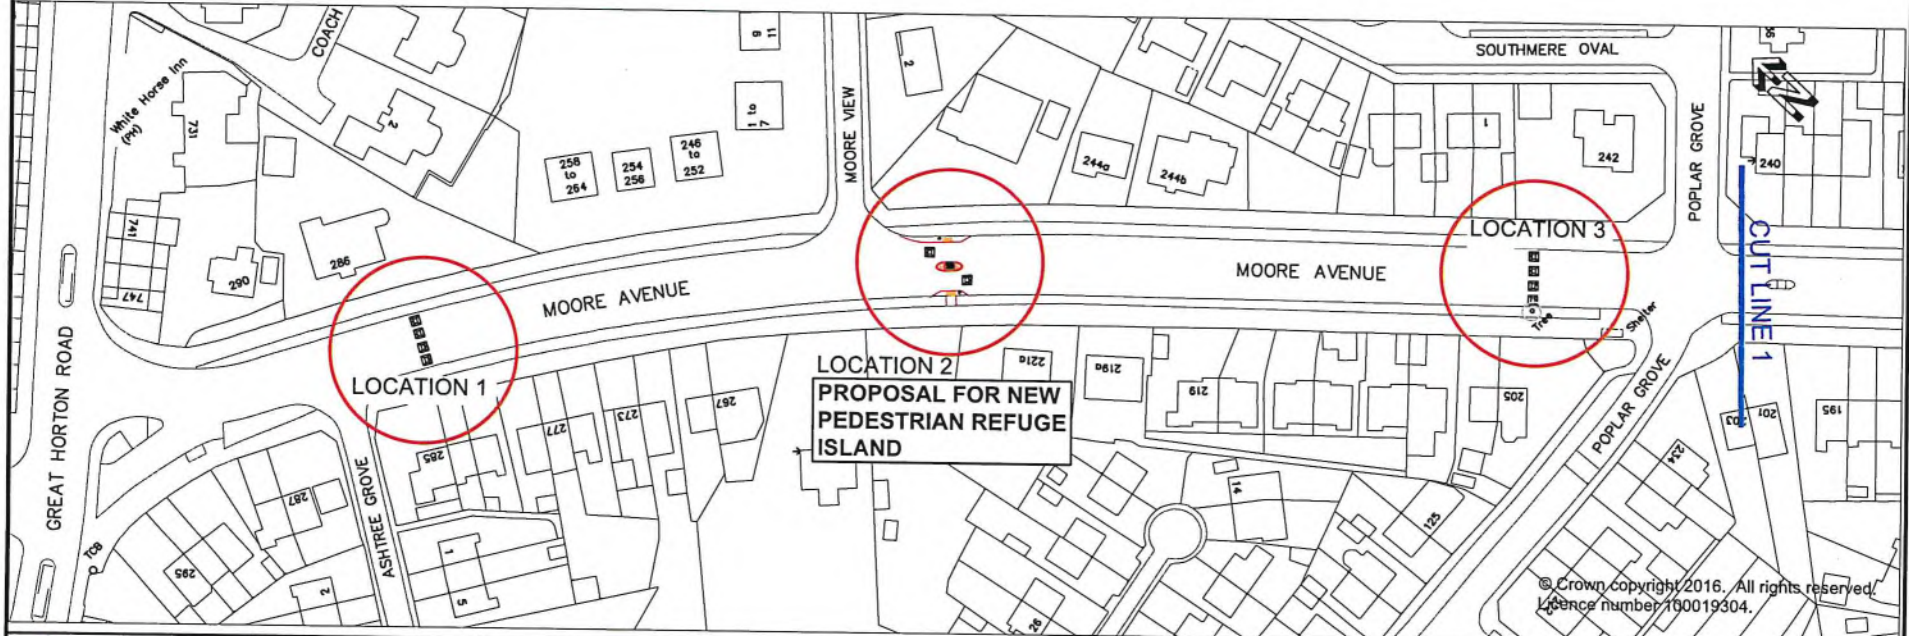 COACH
White Horse Inn
(PH)
731
2
9
11
1 to
7
258
to
264
254
256
246
to
252
MOORE VIEW
2
SOUTHMERE OVAL
244a
244b
1
242
POPLAR GROVE
240
N
741
747
290
286
GREAT HORTON ROAD
MOORE AVENUE
LOCATION 1
LOCATION 2
PROPOSAL FOR NEW
PEDESTRIAN REFUGE
ISLAND
MOORE AVENUE
LOCATION 3
Tree
Shelter
CUT LINE 1
POPLAR GROVE
221a
219a
219
205
203
201
195
234
285
277
273
267
ASHTREE GROVE
287
295
TCB
2
1
5
26
14
125
© Crown copyright 2016. All rights reserved.
Licence number 100019304.